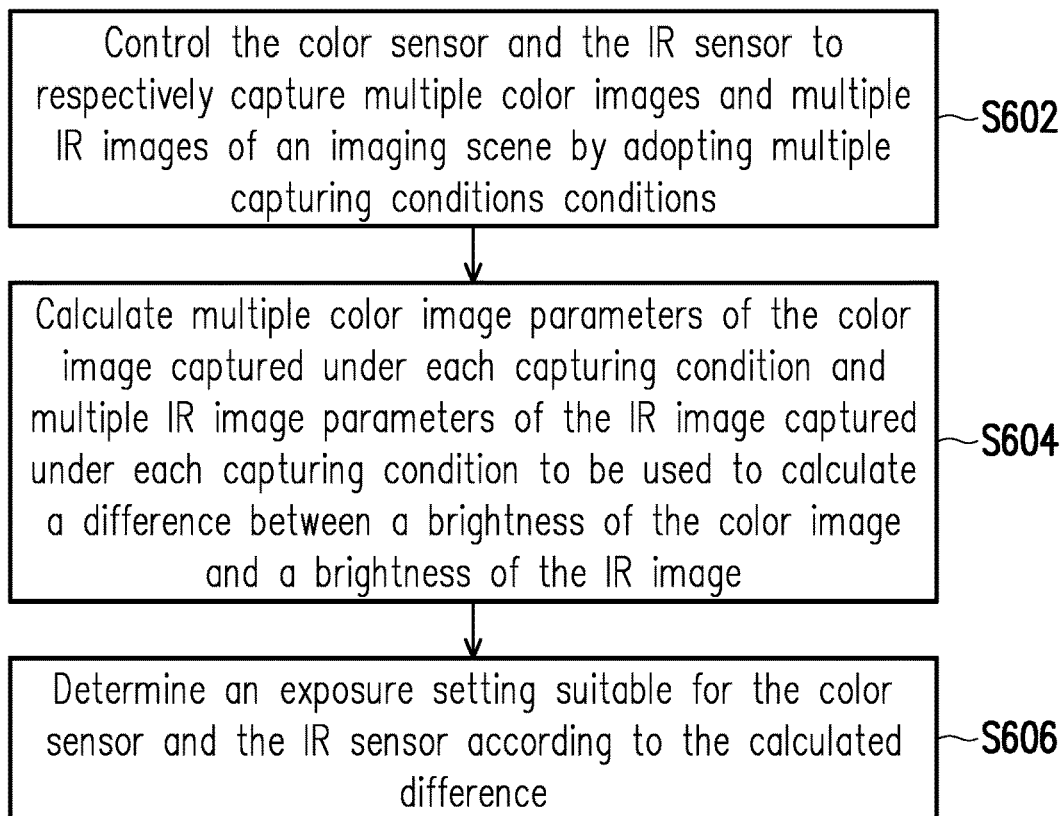 Control the color sensor and the IR sensor to
respectively capture multiple color images and multiple
IR images of an imaging scene by adopting multiple
capturing conditions conditions
S602
Calculate multiple color image parameters of the color
image captured under each capturing condition and
multiple IR image parameters of the IR image captured
under each capturing condition to be used to calculate
a difference between a brightness of the color image
and a brightness of the IR image
S604
Determine an exposure setting suitable for the color
sensor and the IR sensor according to the calculated
difference
S606